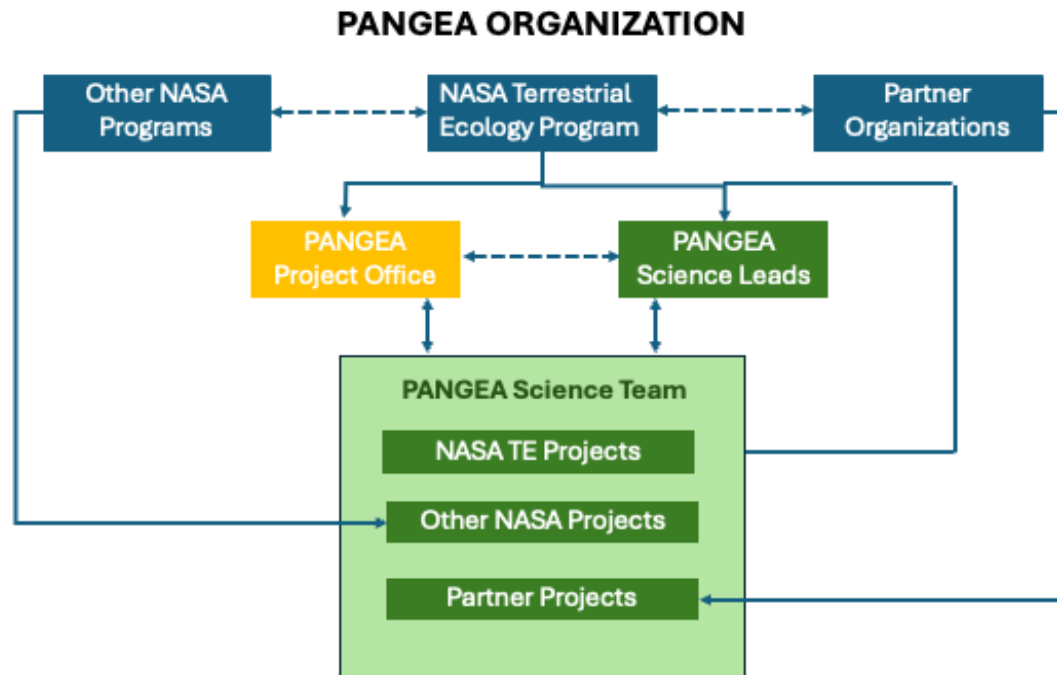 PANGEA ORGANIZATION
Other NASA
Programs
NASA Terrestrial
Ecology Program
Partner
Organizations
PANGEA
Project Office
PANGEA
Science Leads
PANGEA Science Team
NASA TE Projects
Other NASA Projects
Partner Projects